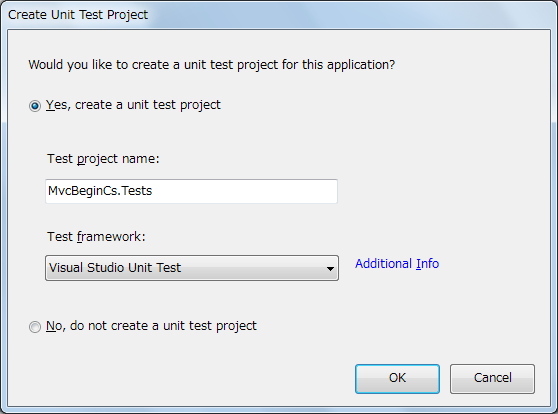 Create Unit Test Project
Would you like to create a unit test project for this application?
Yes, create a unit test project
Test project name:
MvcBeginCs.Tests
Test framework:
Visual Studio Unit Test
Additional Info
No, do not create a unit test project
OK
Cancel